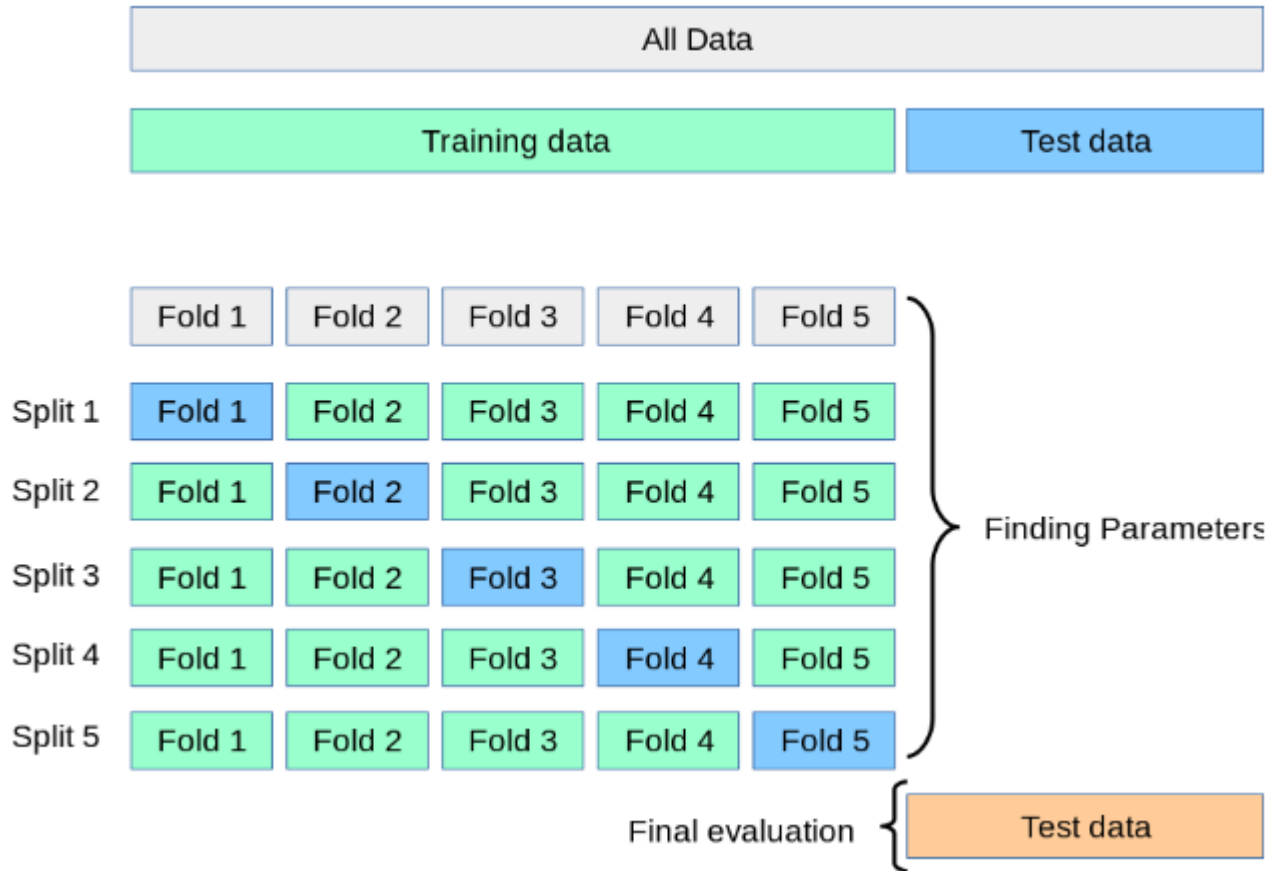 All Data
Training data Test data
Fold 1 Fold 2 Fold 3 Fold 4 Fold 5
Split 1 Fold 1 Fold 2 Fold 3 Fold 4 Fold 5
Split 2 Fold 1 Fold 2 Fold 3 Fold 4 Fold 5
Finding Parameters
Split 3 Fold 1 Fold 2 Fold 3 Fold 4 Fold 5
Split 4 Fold 1 Fold 2 Fold 3 Fold 4 Fold 5
Split 5 Fold 1 Fold 2 Fold 3 Fold 4 Fold 5
Final evaluation Test data